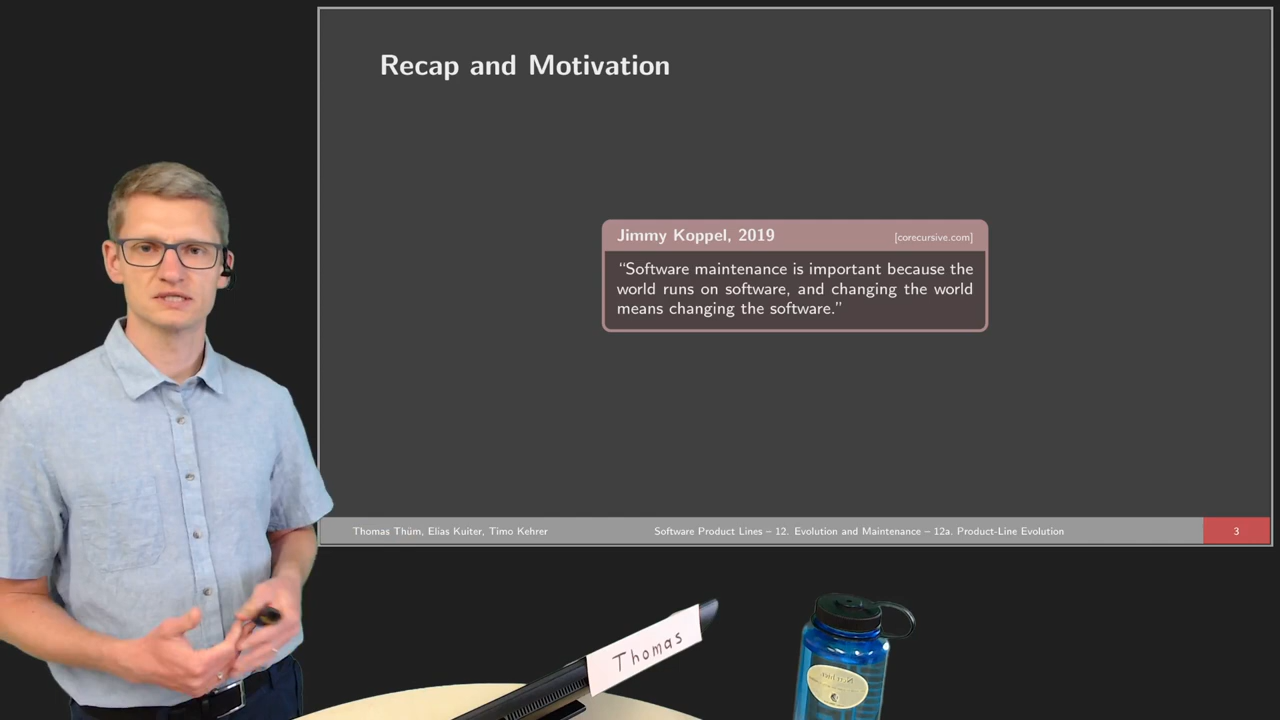 Recap and Motivation
Jimmy Koppel, 2019
[corecursive.com]
“Software maintenance is important because the
world runs on software, and changing the world
means changing the software.”
Thomas Thüm, Elias Kuiter, Timo Kehrer
Software Product Lines – 12. Evolution and Maintenance – 12a. Product-Line Evolution
3
Thomas